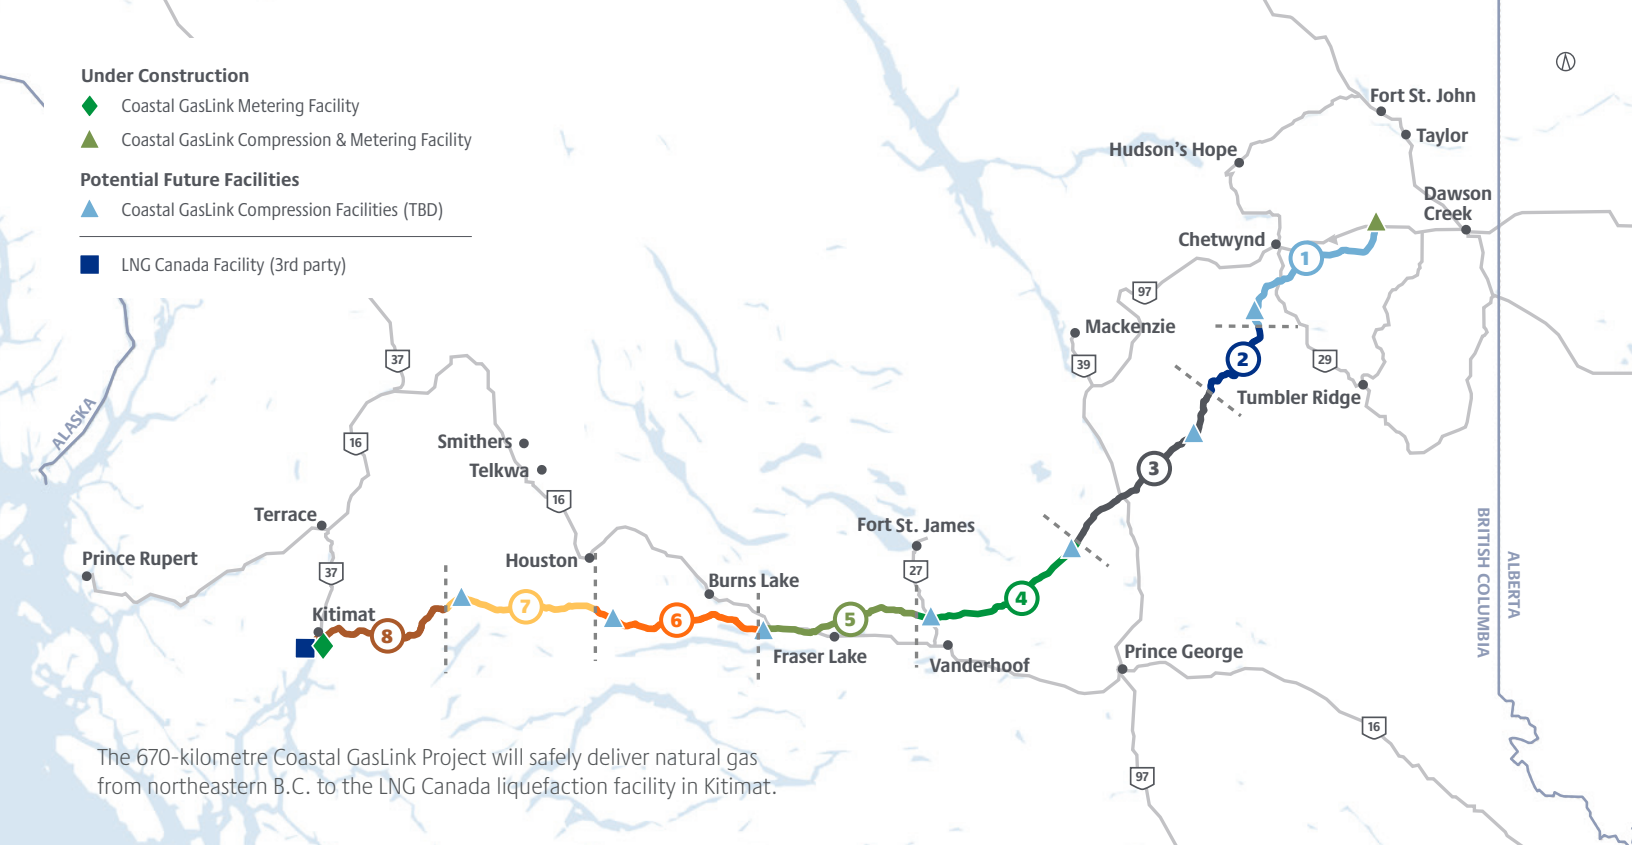 Under Construction
Coastal GasLink Metering Facility
Coastal GasLink Compression & Metering Facility
Potential Future Facilities
Coastal GasLink Compression Facilities (TBD)
LNG Canada Facility (3rd party)
Fort St. John
Taylor
Hudson's Hope
Dawson
Creek
Chetwynd
1
97
Mackenzie
2
29
39
37
Tumbler Ridge
ALASKA
16
Smithers
Telkwa
3
16
Terrace
Fort St. James
BRITISH COLUMBIA
ALBERTA
Prince Rupert
Houston
37
27
Burns Lake
4
Kitimat
7
6
5
8
Fraser Lake
Vanderhoof
Prince George
16
97
The 670-kilometre Coastal GasLink Project will safely deliver natural gas
from northeastern B.C. to the LNG Canada liquefaction facility in Kitimat.